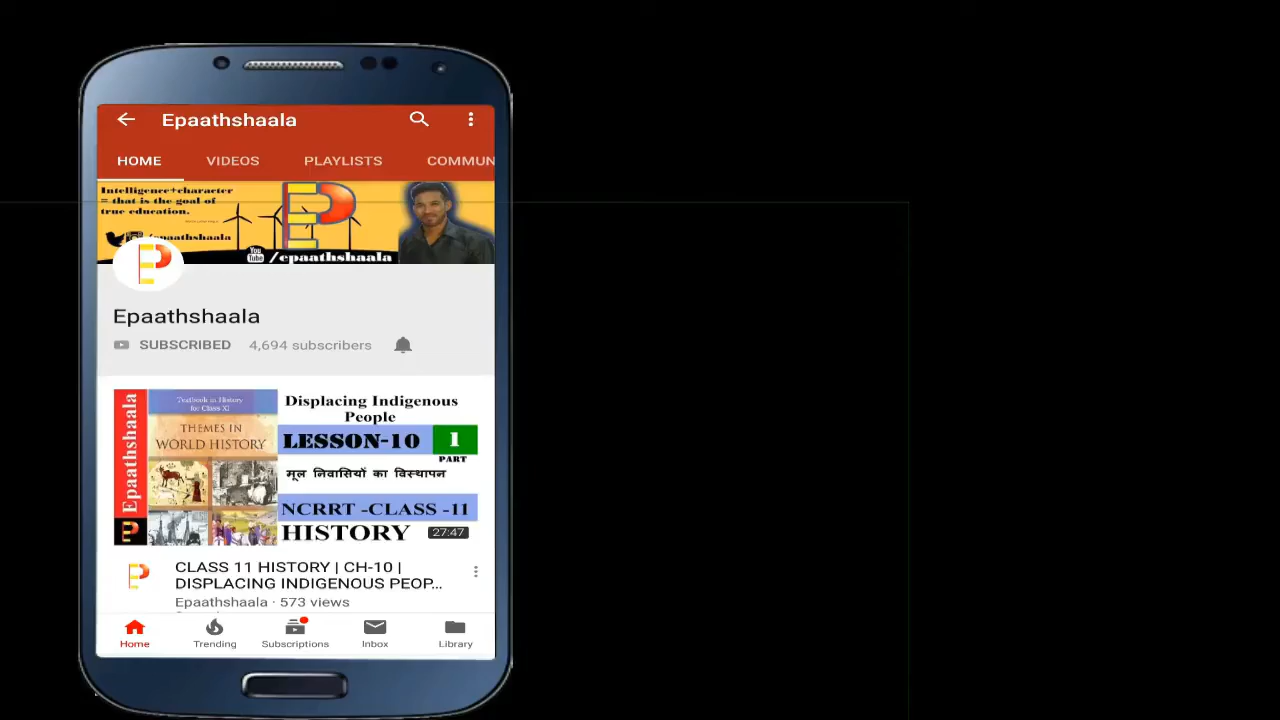 Epaathshaala
HOME VIDEOS PLAYLISTS COMMUN
Intelligence+character
= that is the goal of
true education.
/epaathshaala
You
Tube /epaathshaala
Epaathshaala
SUBSCRIBED 4,694 subscribers
Epaathshaala
Textbook in History
for Class XI
THEMES IN
WORLD HISTORY
Displacing Indigenous
People
LESSON-10 1
PART
मूल निवासियों का विस्थापन
NCRRT -CLASS -11
HISTORY 27:47
CLASS 11 HISTORY | CH-10 |
DISPLACING INDIGENOUS PEOP...
Epaathshaala · 573 views
Home Trending Subscriptions Inbox Library